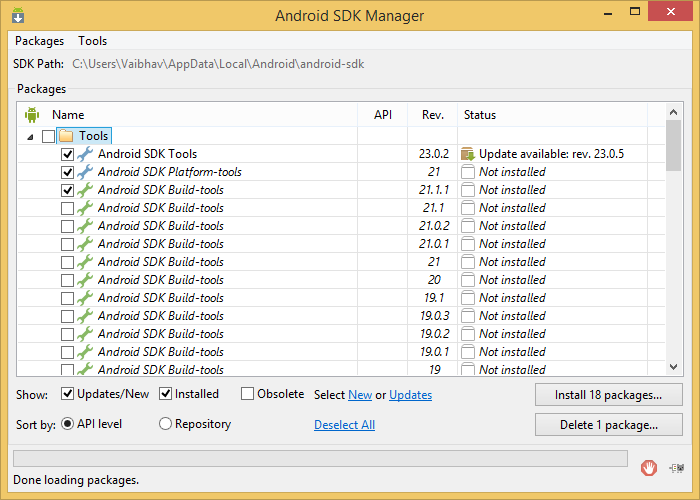 Android SDK Manager
Packages Tools
SDK Path: C:\Users\Vaibhav\AppData\Local\Android\android-sdk
Packages
Name API Rev. Status
Tools
Android SDK Tools 23.0.2 Update available: rev. 23.0.5
Android SDK Platform-tools 21 Not installed
Android SDK Build-tools 21.1.1 Not installed
Android SDK Build-tools 21.1 Not installed
Android SDK Build-tools 21.0.2 Not installed
Android SDK Build-tools 21.0.1 Not installed
Android SDK Build-tools 21 Not installed
Android SDK Build-tools 20 Not installed
Android SDK Build-tools 19.1 Not installed
Android SDK Build-tools 19.0.3 Not installed
Android SDK Build-tools 19.0.2 Not installed
Android SDK Build-tools 19.0.1 Not installed
Android SDK Build-tools 19 Not installed
Show: Updates/New Installed Obsolete Select New or Updates Install 18 packages...
Sort by: API level Repository Deselect All Delete 1 package...
Done loading packages.